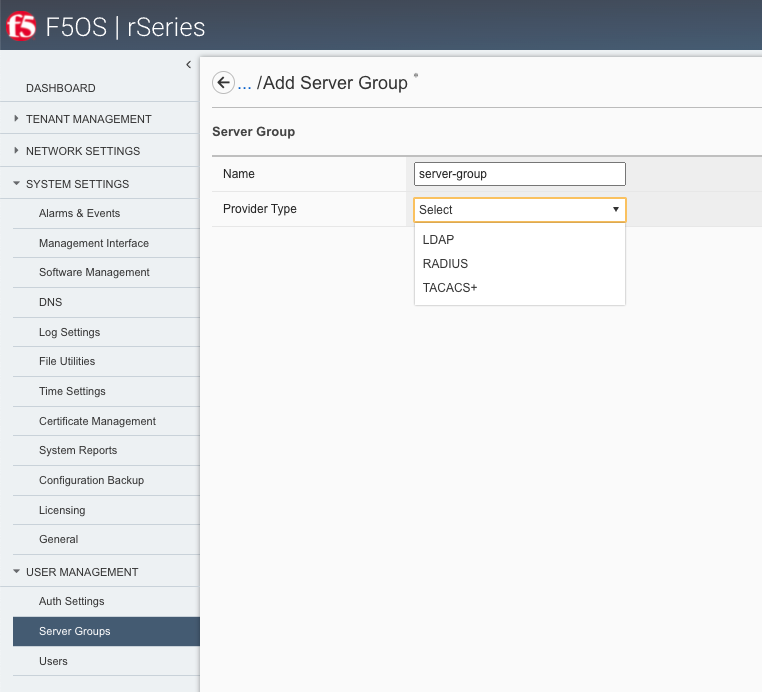 f5 F5OS | rSeries
DASHBOARD
TENANT MANAGEMENT
NETWORK SETTINGS
SYSTEM SETTINGS
Alarms & Events
Management Interface
Software Management
DNS
Log Settings
File Utilities
Time Settings
Certificate Management
System Reports
Configuration Backup
Licensing
General
USER MANAGEMENT
Auth Settings
Server Groups
Users
... /Add Server Group *
Server Group
Name server-group
Provider Type Select
LDAP
RADIUS
TACACS+